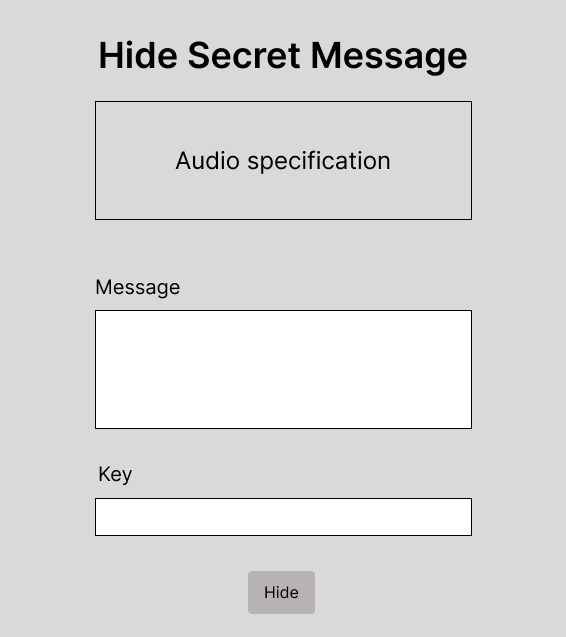 Hide Secret Message
Audio specification
Message
Key
Hide